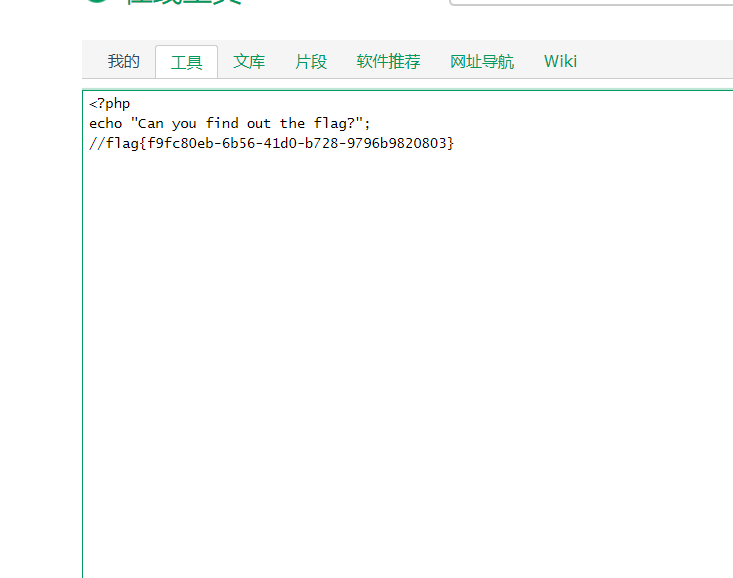 我的 工具 文库 片段 软件推荐 网址导航 Wiki
<?php
echo "Can you find out the flag?";
//flag{f9fc80eb-6b56-41d0-b728-9796b9820803}